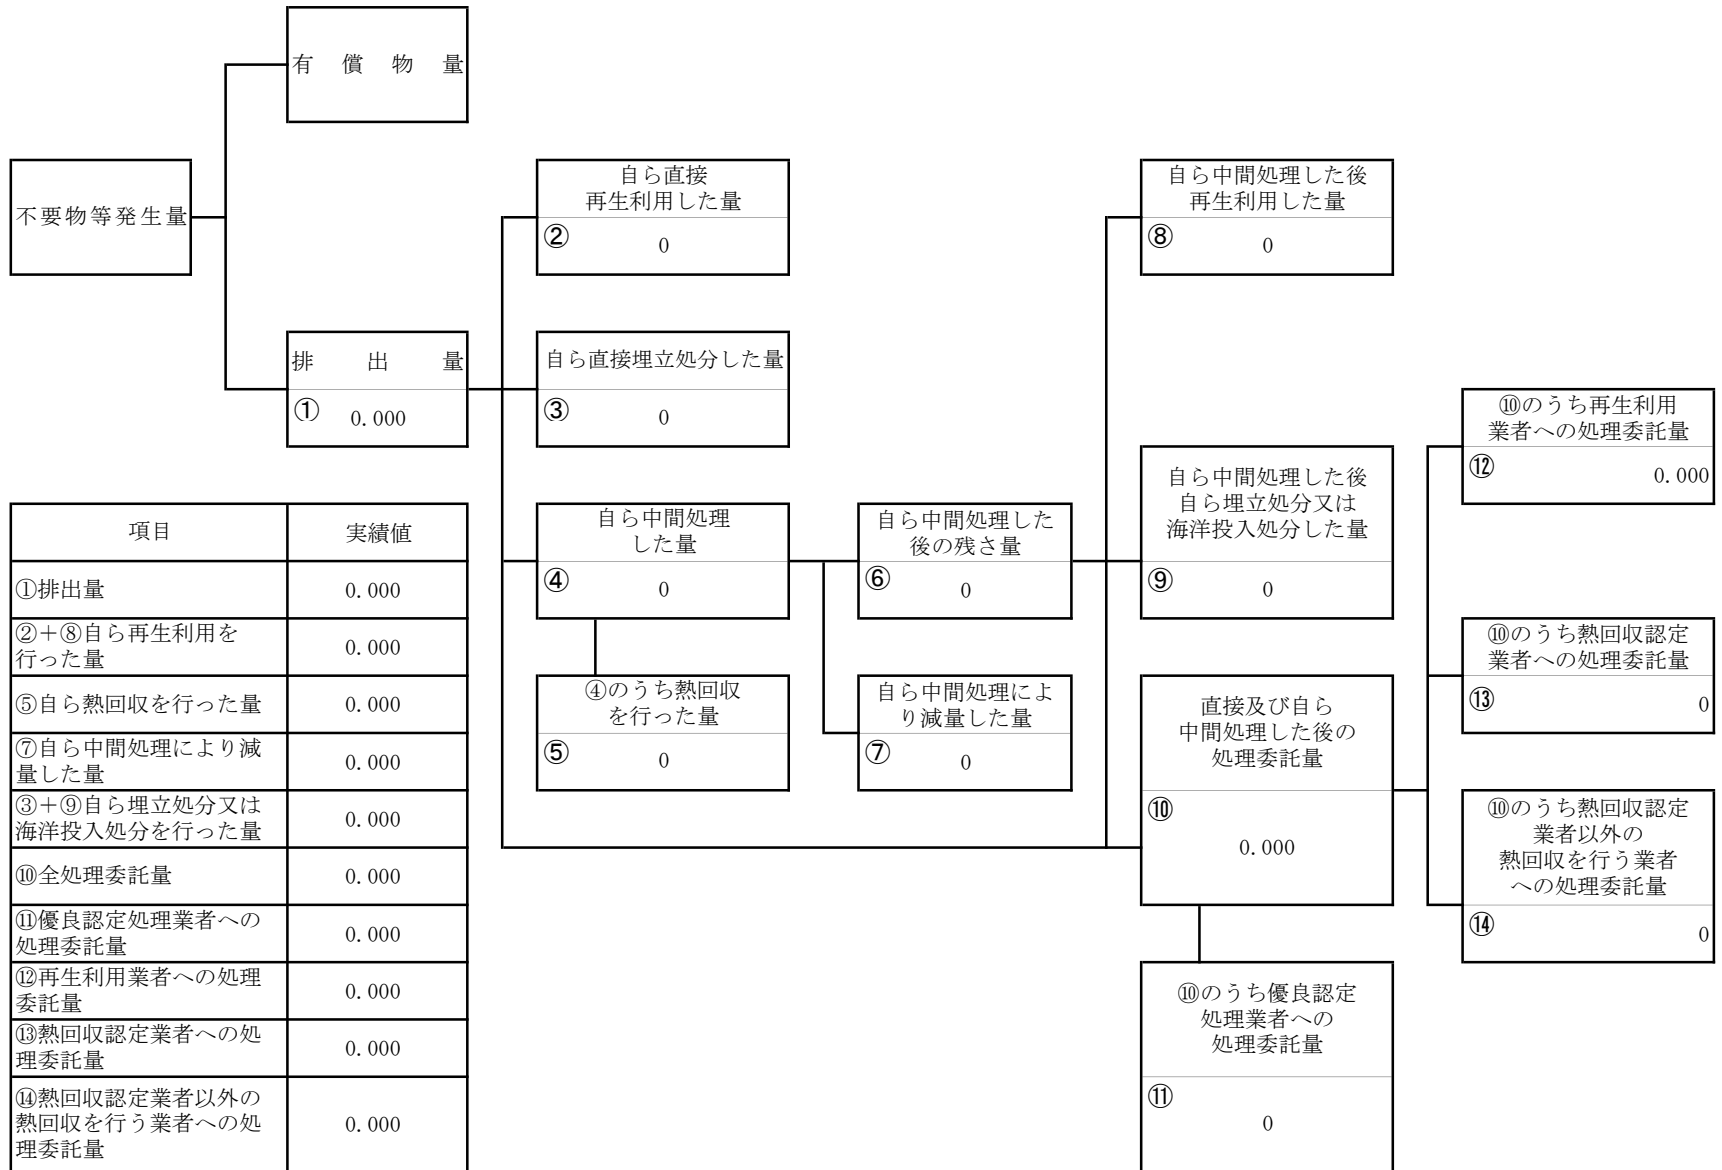 有償物量
不要物等発生量
自ら直接
再生利用した量
② 0
自ら中間処理した後
再生利用した量
⑧ 0
排出量
① 0.000
自ら直接埋立処分した量
③ 0
⑩のうち再生利用
業者への処理委託量
⑫ 0.000
自ら中間処理
した量
④ 0
自ら中間処理した
後の残さ量
⑥ 0
自ら中間処理した後
自ら埋立処分又は
海洋投入処分した量
⑨ 0
⑩のうち熱回収認定
業者への処理委託量
⑬ 0
④のうち熱回収
を行った量
⑤ 0
自ら中間処理によ
り減量した量
⑦ 0
直接及び自ら
中間処理した後の
処理委託量
⑩
0.000
⑩のうち熱回収認定
業者以外の
熱回収を行う業者
への処理委託量
⑭ 0
⑩のうち優良認定
処理業者への
処理委託量
⑪
0
項目 実績値
①排出量 0.000
②+⑧自ら再生利用を
行った量 0.000
⑤自ら熱回収を行った量 0.000
⑦自ら中間処理により減
量した量 0.000
③+⑨自ら埋立処分又は
海洋投入処分を行った量 0.000
⑩全処理委託量 0.000
⑪優良認定処理業者への
処理委託量 0.000
⑫再生利用業者への処理
委託量 0.000
⑬熱回収認定業者への処
理委託量 0.000
⑭熱回収認定業者以外の
熱回収を行う業者への処
理委託量 0.000